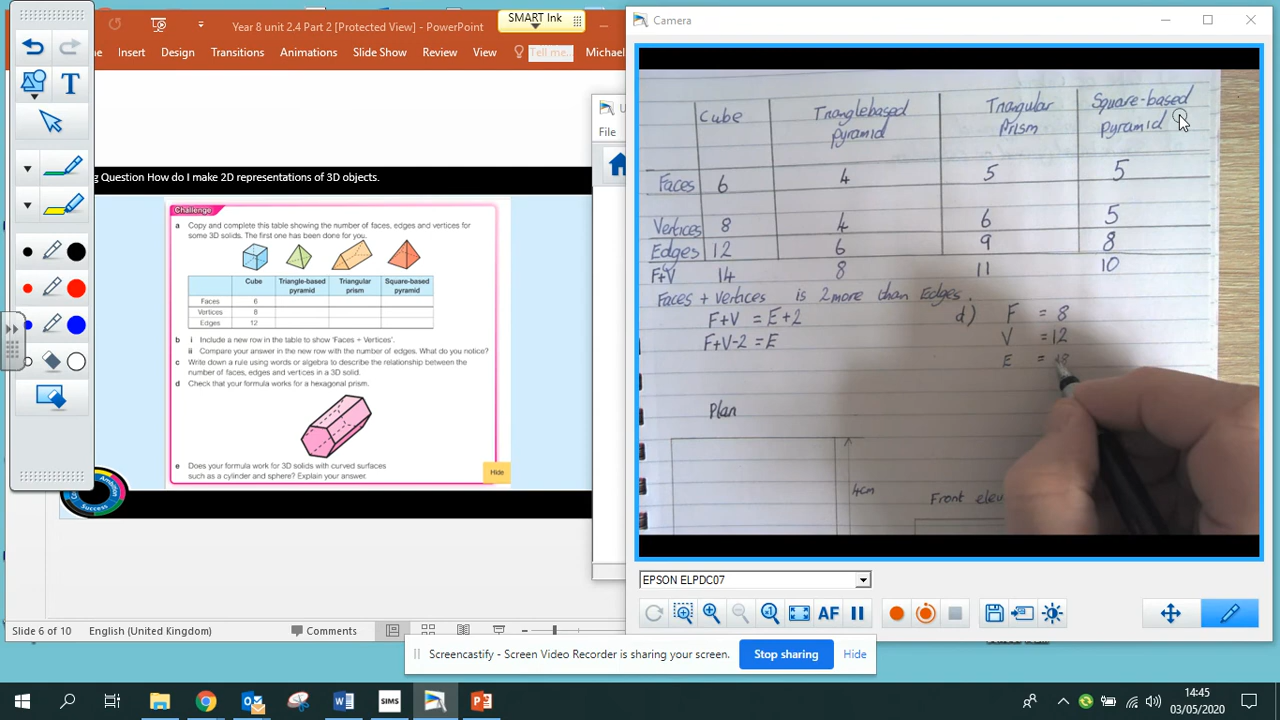 Year 8 unit 2.4 Part 2 [Protected View] - PowerPoint
SMART Ink
Insert Design Transitions Animations Slide Show Review View Tell me... Michael
g Question How do I make 2D representations of 3D objects.
Challenge
a Copy and complete this table showing the number of faces, edges and vertices for
some 3D solids. The first one has been done for you.
Cube Triangle-based pyramid Triangular prism Square-based pyramid
Faces 6
Vertices 8
Edges 12
b i Include a new row in the table to show 'Faces + Vertices'.
ii Compare your answer in the new row with the number of edges. What do you notice?
c Write down a rule using words or algebra to describe the relationship between the
number of faces, edges and vertices in a 3D solid.
d Check that your formula works for a hexagonal prism.
e Does your formula work for 3D solids with curved surfaces
such as a cylinder and sphere? Explain your answer.
Hide
Success
File
Slide 6 of 10 English (United Kingdom) Comments
Camera
Cube Trianglebased pyramid Triangular Prism Square-based pyramid
Faces 6 4 5 5
Vertices 8 4 6 5
Edges 12 6 9 8
F+V 14 8 11 10
Faces + Vertices is 2 more than Edges.
F+V = E+2
F+V-2 = E
d) F = 8
V = 12
E = 18
Plan
4cm
Front elev
EPSON ELPDC07
AF
Screencastify - Screen Video Recorder is sharing your screen. Stop sharing Hide
SIMS
14:45
03/05/2020